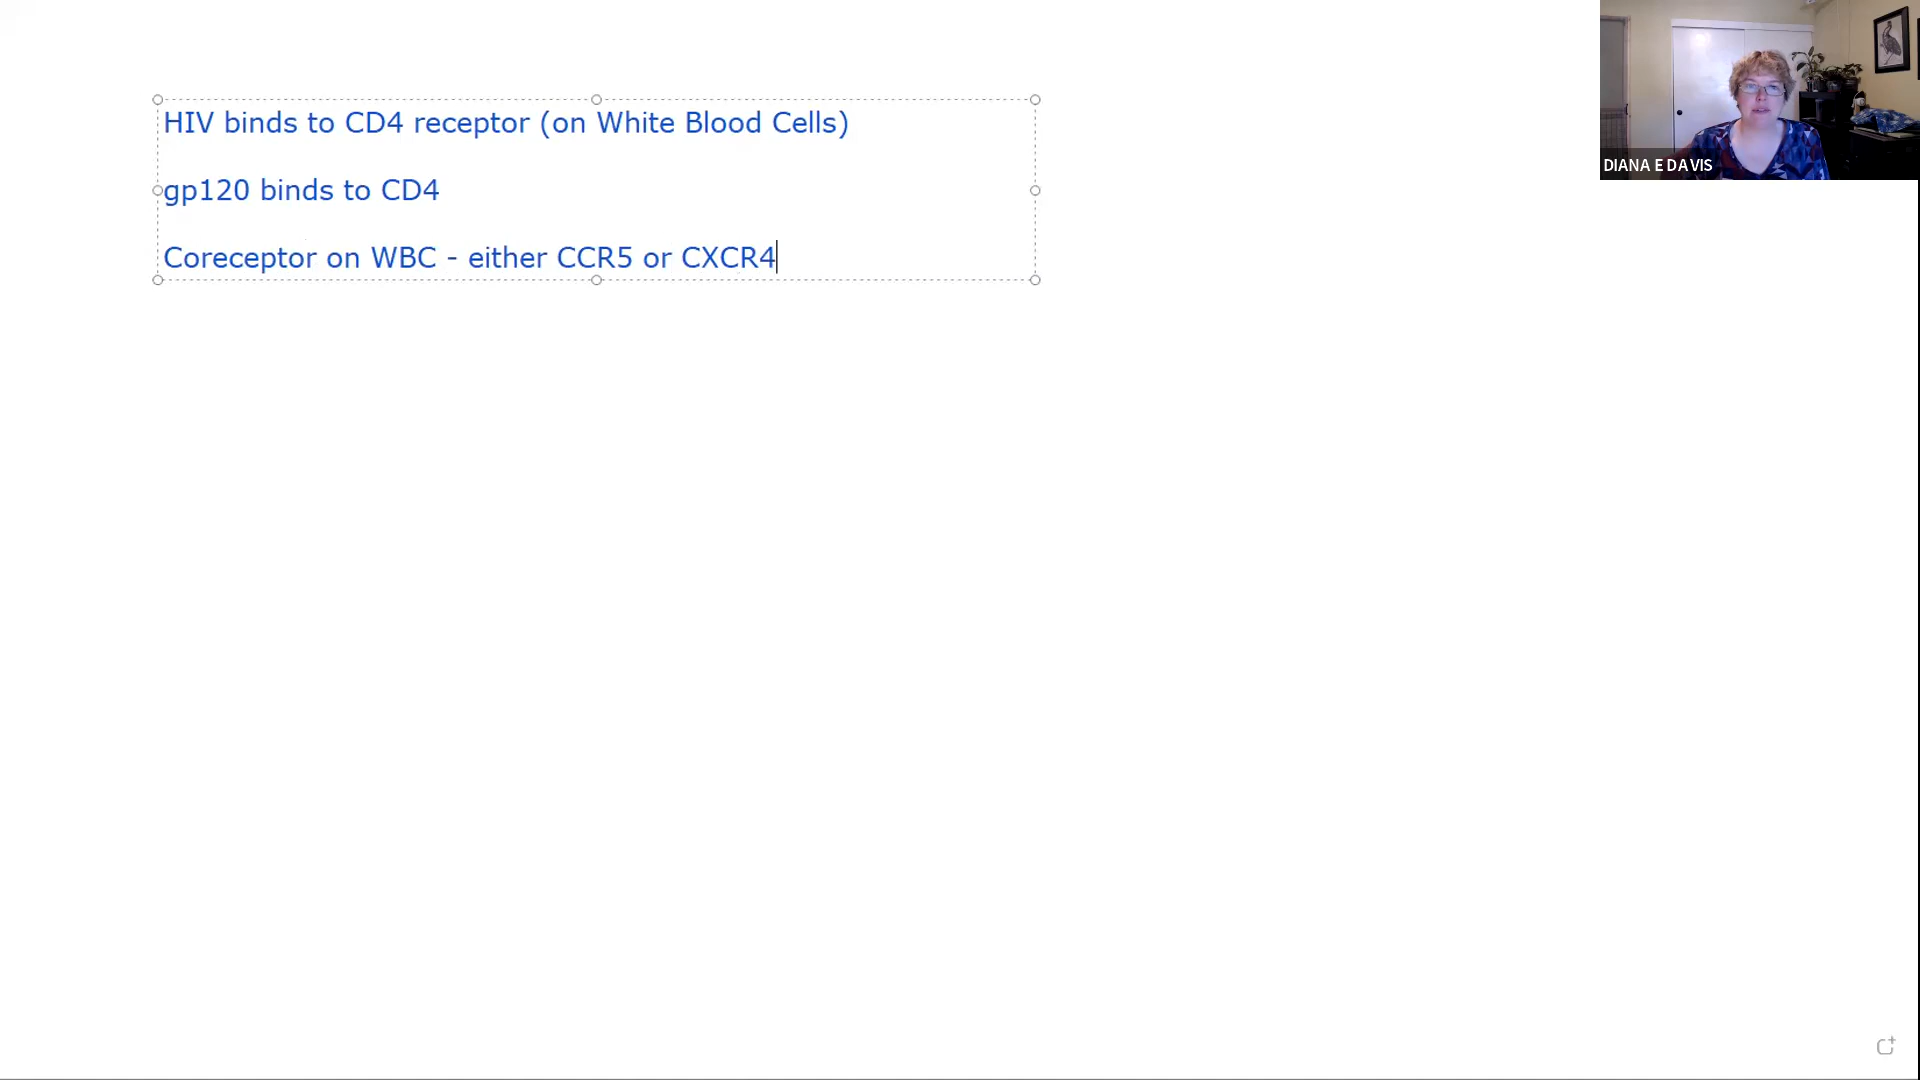 HIV binds to CD4 receptor (on White Blood Cells)
gp120 binds to CD4
Coreceptor on WBC - either CCR5 or CXCR4
DIANA E DAVIS